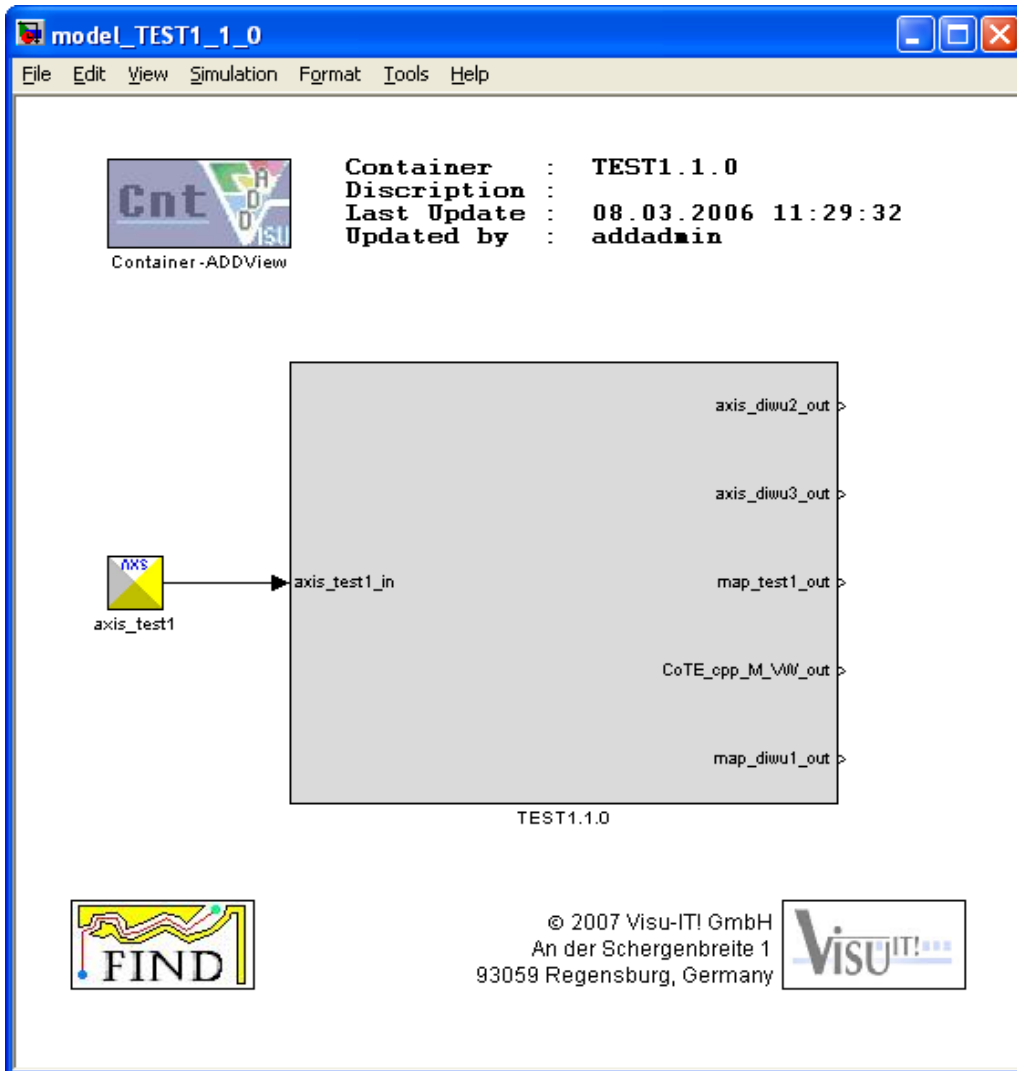 model_TEST1_1_0
File Edit View Simulation Format Tools Help
Cnt ADD Visu
Container : TEST1.1.0
Discription :
Last Update : 08.03.2006 11:29:32
Updated by : addadmin
Container-ADDView
axis_diwu2_out
axis_diwu3_out
axs
axis_test1_in
map_test1_out
axis_test1
CoTE_cpp_M_VW_out
map_diwu1_out
TEST1.1.0
FIND
© 2007 Visu-IT! GmbH
An der Schergenbreite 1
93059 Regensburg, Germany
VISU IT!